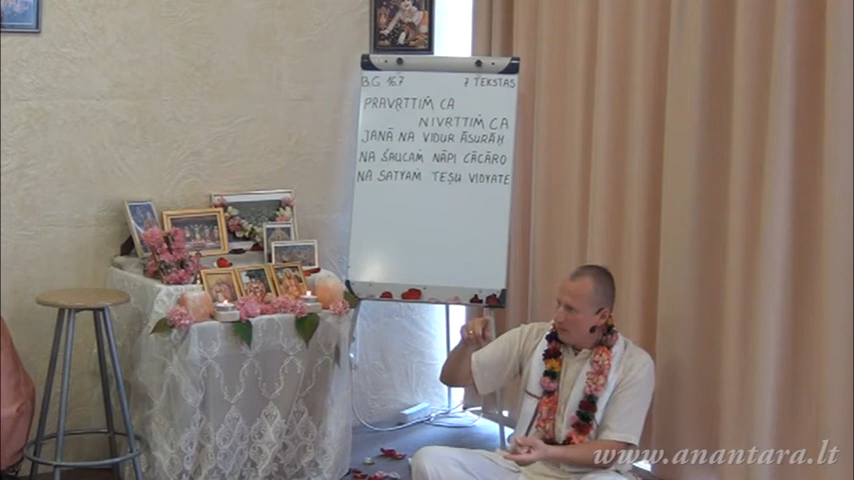 B.G. 16.7 7 TEKSTAS
PRAVṚTTIṀ CA
NIVṚTTIṀ CA
JANĀ NA VIDUR ĀSURĀḤ
NA ŚAUCAṀ NĀPI CĀCĀRO
NA SATYAṀ TEṢU VIDYATE
www.anantara.lt